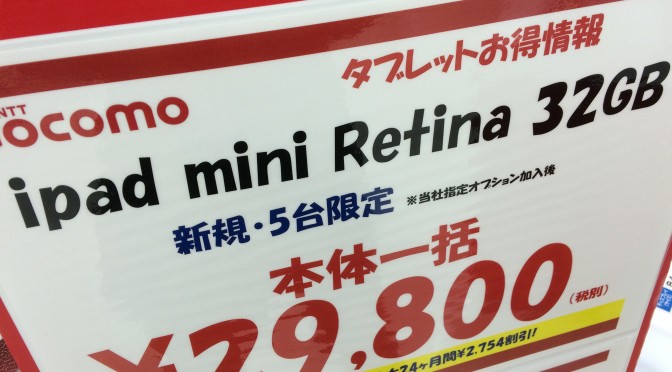 タブレットお得情報
NTT
docomo
ipad mini Retina 32GB
新規・5台限定 ※当社指定オプション加入後
本体一括
¥29,800 (税別)
24ヶ月間¥2,754割引!